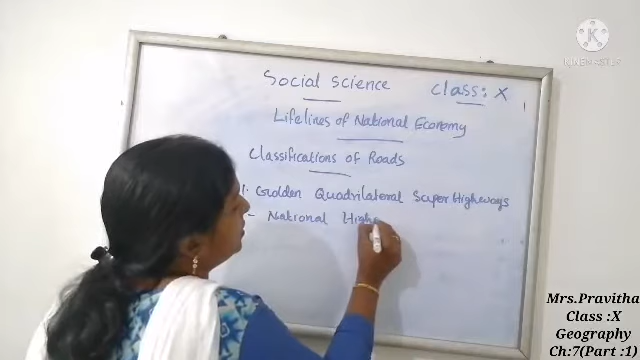 KINEMASTER
Social Science
Class: X
Lifelines of National Economy
Classifications of Roads
1. Golden Quadrilateral Super Highways
- National High
Mrs.Pravitha
Class :X
Geography
Ch:7(Part :1)